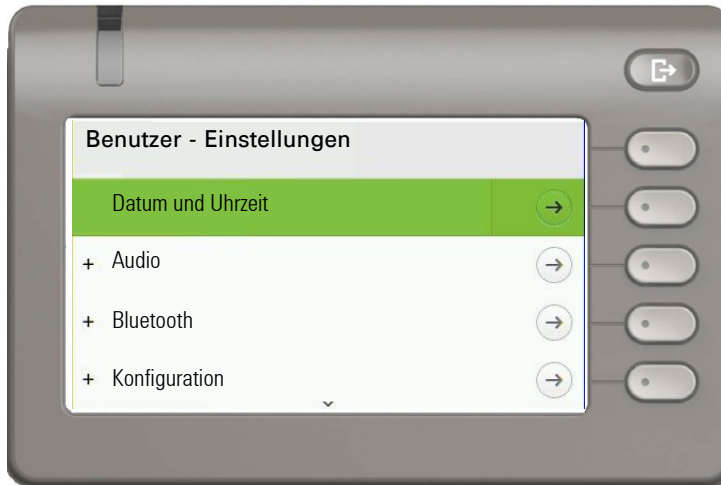 Benutzer - Einstellungen
Datum und Uhrzeit
+ Audio
+ Bluetooth
+ Konfiguration